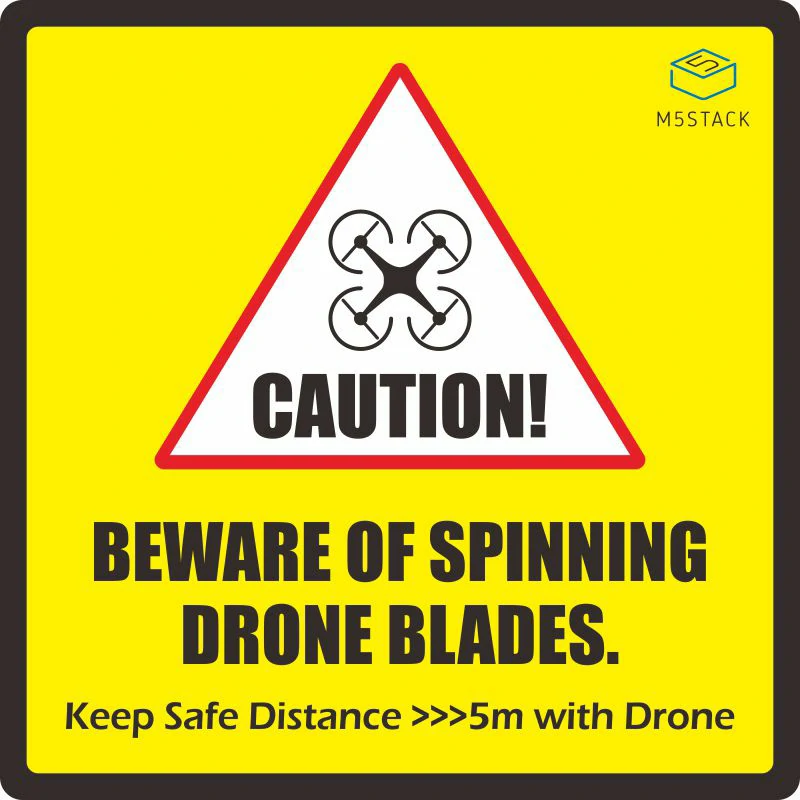 M5STACK
CAUTION!
BEWARE OF SPINNING
DRONE BLADES.
Keep Safe Distance >>>5m with Drone